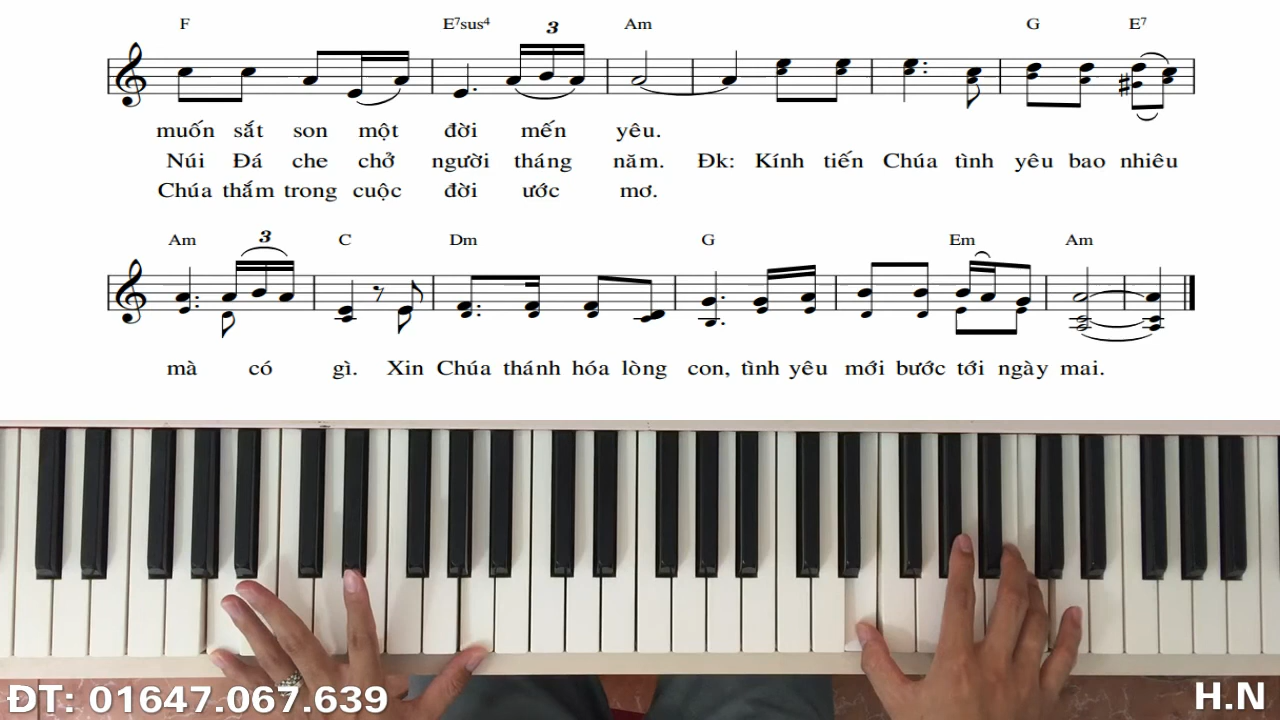 F E7sus4 3 Am G E7
muốn sắt son một đời mến yêu.
Núi Đá che chở người tháng năm. Đk: Kính tiến Chúa tình yêu bao nhiêu
Chúa thắm trong cuộc đời ước mơ.
Am 3 C Dm G Em Am
mà có gì. Xin Chúa thánh hóa lòng con, tình yêu mới bước tới ngày mai.
ĐT: 01647.067.639
H.N